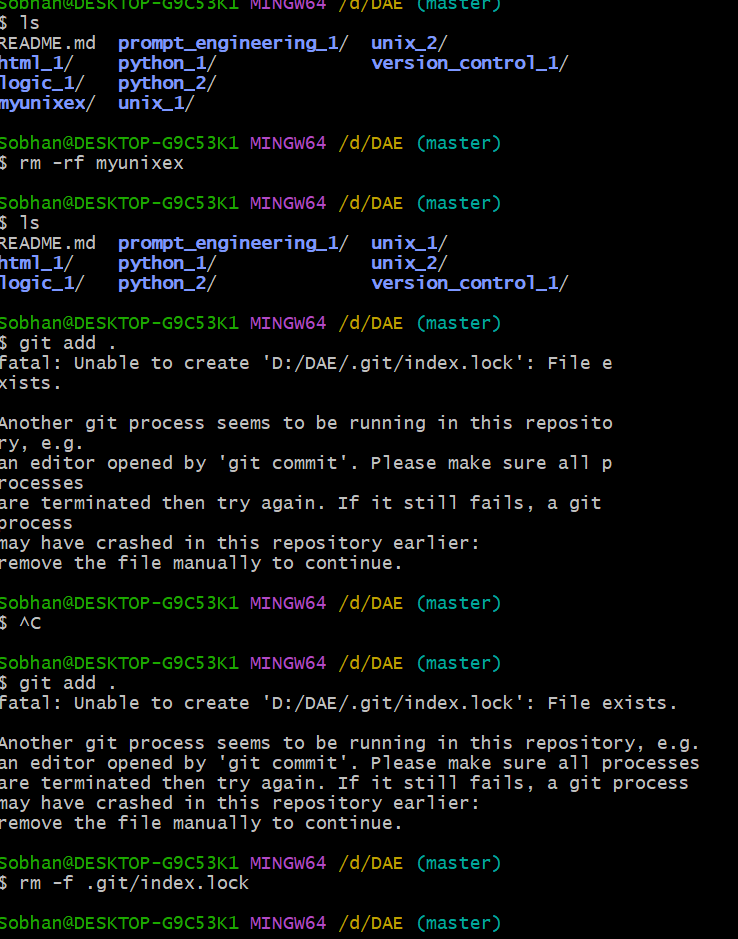 Sobhan@DESKTOP-G9C53K1 MINGW64 /d/DAE (master)
$ ls
README.md  prompt_engineering_1/  unix_2/
html_1/    python_1/              version_control_1/
logic_1/   python_2/
myunixex/  unix_1/

Sobhan@DESKTOP-G9C53K1 MINGW64 /d/DAE (master)
$ rm -rf myunixex

Sobhan@DESKTOP-G9C53K1 MINGW64 /d/DAE (master)
$ ls
README.md  prompt_engineering_1/  unix_1/
html_1/    python_1/              unix_2/
logic_1/   python_2/              version_control_1/

Sobhan@DESKTOP-G9C53K1 MINGW64 /d/DAE (master)
$ git add .
fatal: Unable to create 'D:/DAE/.git/index.lock': File e
xists.

Another git process seems to be running in this reposito
ry, e.g.
an editor opened by 'git commit'. Please make sure all p
rocesses
are terminated then try again. If it still fails, a git
process
may have crashed in this repository earlier:
remove the file manually to continue.

Sobhan@DESKTOP-G9C53K1 MINGW64 /d/DAE (master)
$ ^C

Sobhan@DESKTOP-G9C53K1 MINGW64 /d/DAE (master)
$ git add .
fatal: Unable to create 'D:/DAE/.git/index.lock': File exists.

Another git process seems to be running in this repository, e.g.
an editor opened by 'git commit'. Please make sure all processes
are terminated then try again. If it still fails, a git process
may have crashed in this repository earlier:
remove the file manually to continue.

Sobhan@DESKTOP-G9C53K1 MINGW64 /d/DAE (master)
$ rm -f .git/index.lock

Sobhan@DESKTOP-G9C53K1 MINGW64 /d/DAE (master)